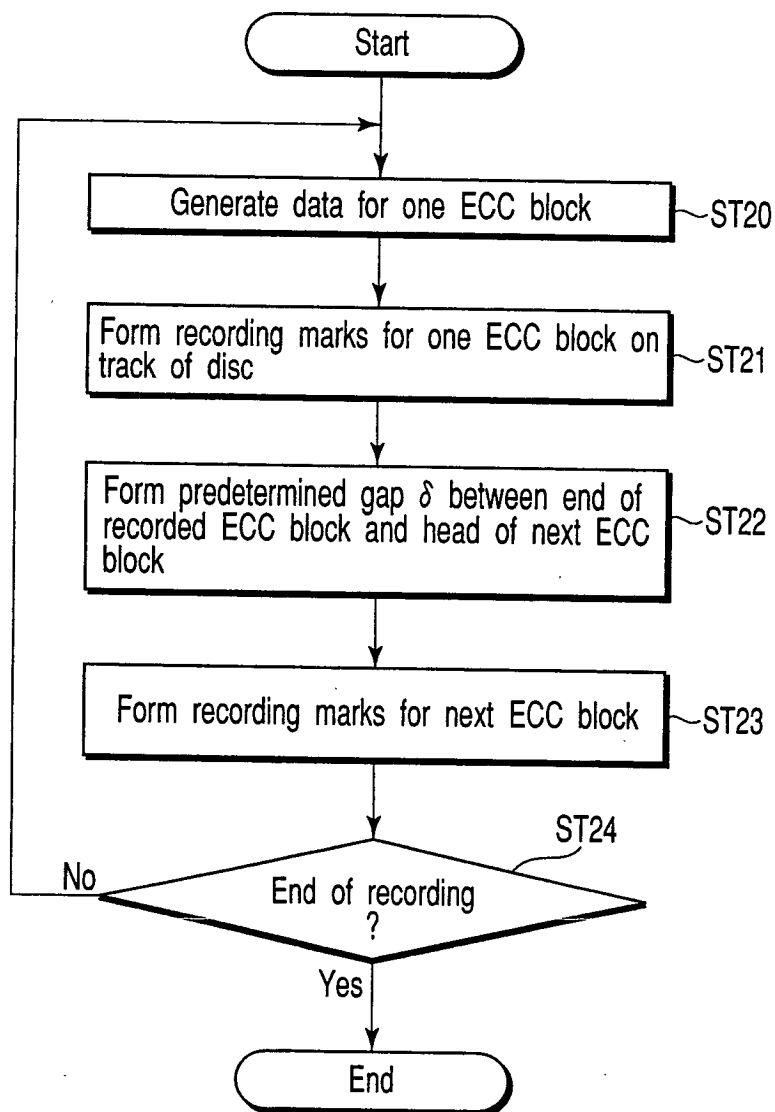 Start
Generate data for one ECC block
ST20
Form recording marks for one ECC block on
track of disc
ST21
Form predetermined gap δ between end of
recorded ECC block and head of next ECC
block
ST22
Form recording marks for next ECC block
ST23
ST24
No
End of recording
?
Yes
End